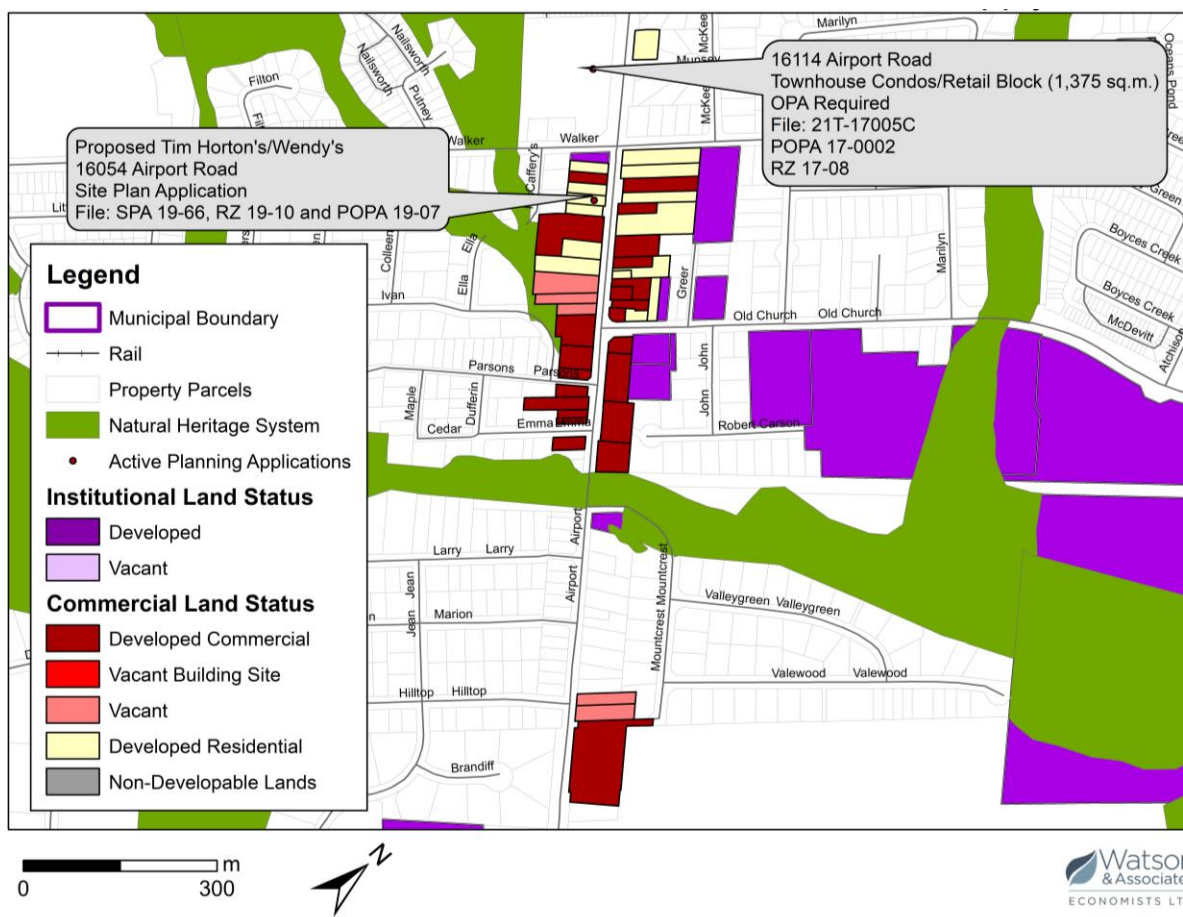 Marilyn
McKee
McKee
Munsey
Oceans Pond
Nailsworth
Nailsworth
Putney
Filton
16114 Airport Road
Townhouse Condos/Retail Block (1,375 sq.m.)
OPA Required
File: 21T-17005C
POPA 17-0002
RZ 17-08
Walker
Walker
Proposed Tim Horton's/Wendy's
16054 Airport Road
Site Plan Application
File: SPA 19-66, RZ 19-10 and POPA 19-07
Green
Boyces Creek
Boyces Creek
McDevitt
Atchison
Marilyn
Colleen
Ella
Ella
Ivan
Greer
Old Church
Old Church
Parsons
Parsons
John
John
Maple
Dufferin
Cedar
Emma
Emma
Robert Carson
Legend
Municipal Boundary
Rail
Property Parcels
Natural Heritage System
Active Planning Applications
Institutional Land Status
Developed
Vacant
Commercial Land Status
Developed Commercial
Vacant Building Site
Vacant
Developed Residential
Non-Developable Lands
Airport
Airport
Larry
Larry
Jean
Jean
Marion
Mountcrest
Mountcrest
Valleygreen
Valleygreen
Valewood
Valewood
Hilltop
Hilltop
Brandiff
0
300
m
N
Watson
& Associate
ECONOMISTS LT